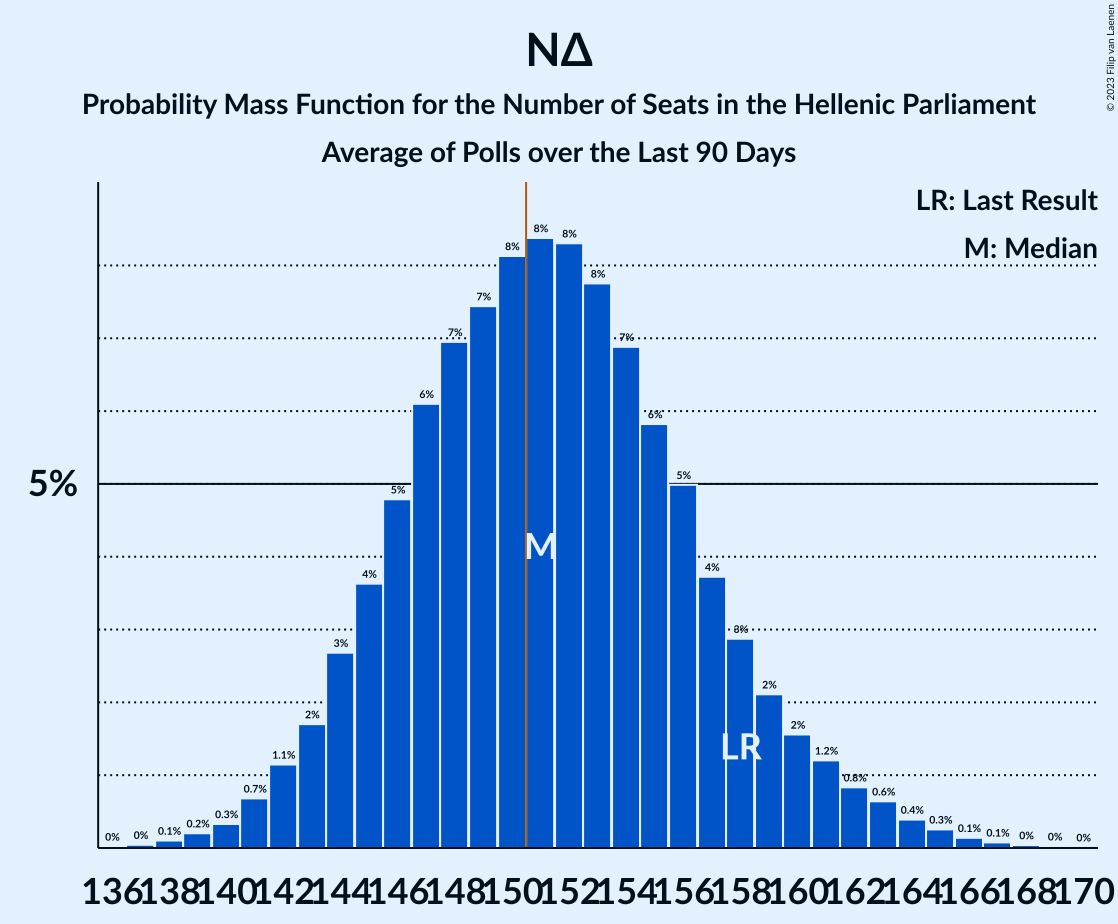 NΔ
Probability Mass Function for the Number of Seats in the Hellenic Parliament
Average of Polls over the Last 90 Days
© 2023 Filip van Laenen
LR: Last Result
M: Median
5%
0% 0% 0.1% 0.2% 0.3% 0.7% 1.1% 2% 3% 4% 5% 6% 7% 7% 8% 8% 8% 8% 7% 6% 5% 4% 3% 2% 2% 1.2% 0.8% 0.6% 0.4% 0.3% 0.1% 0.1% 0% 0% 0%
M
LR
136 138 140 142 144 146 148 150 152 154 156 158 160 162 164 166 168 170